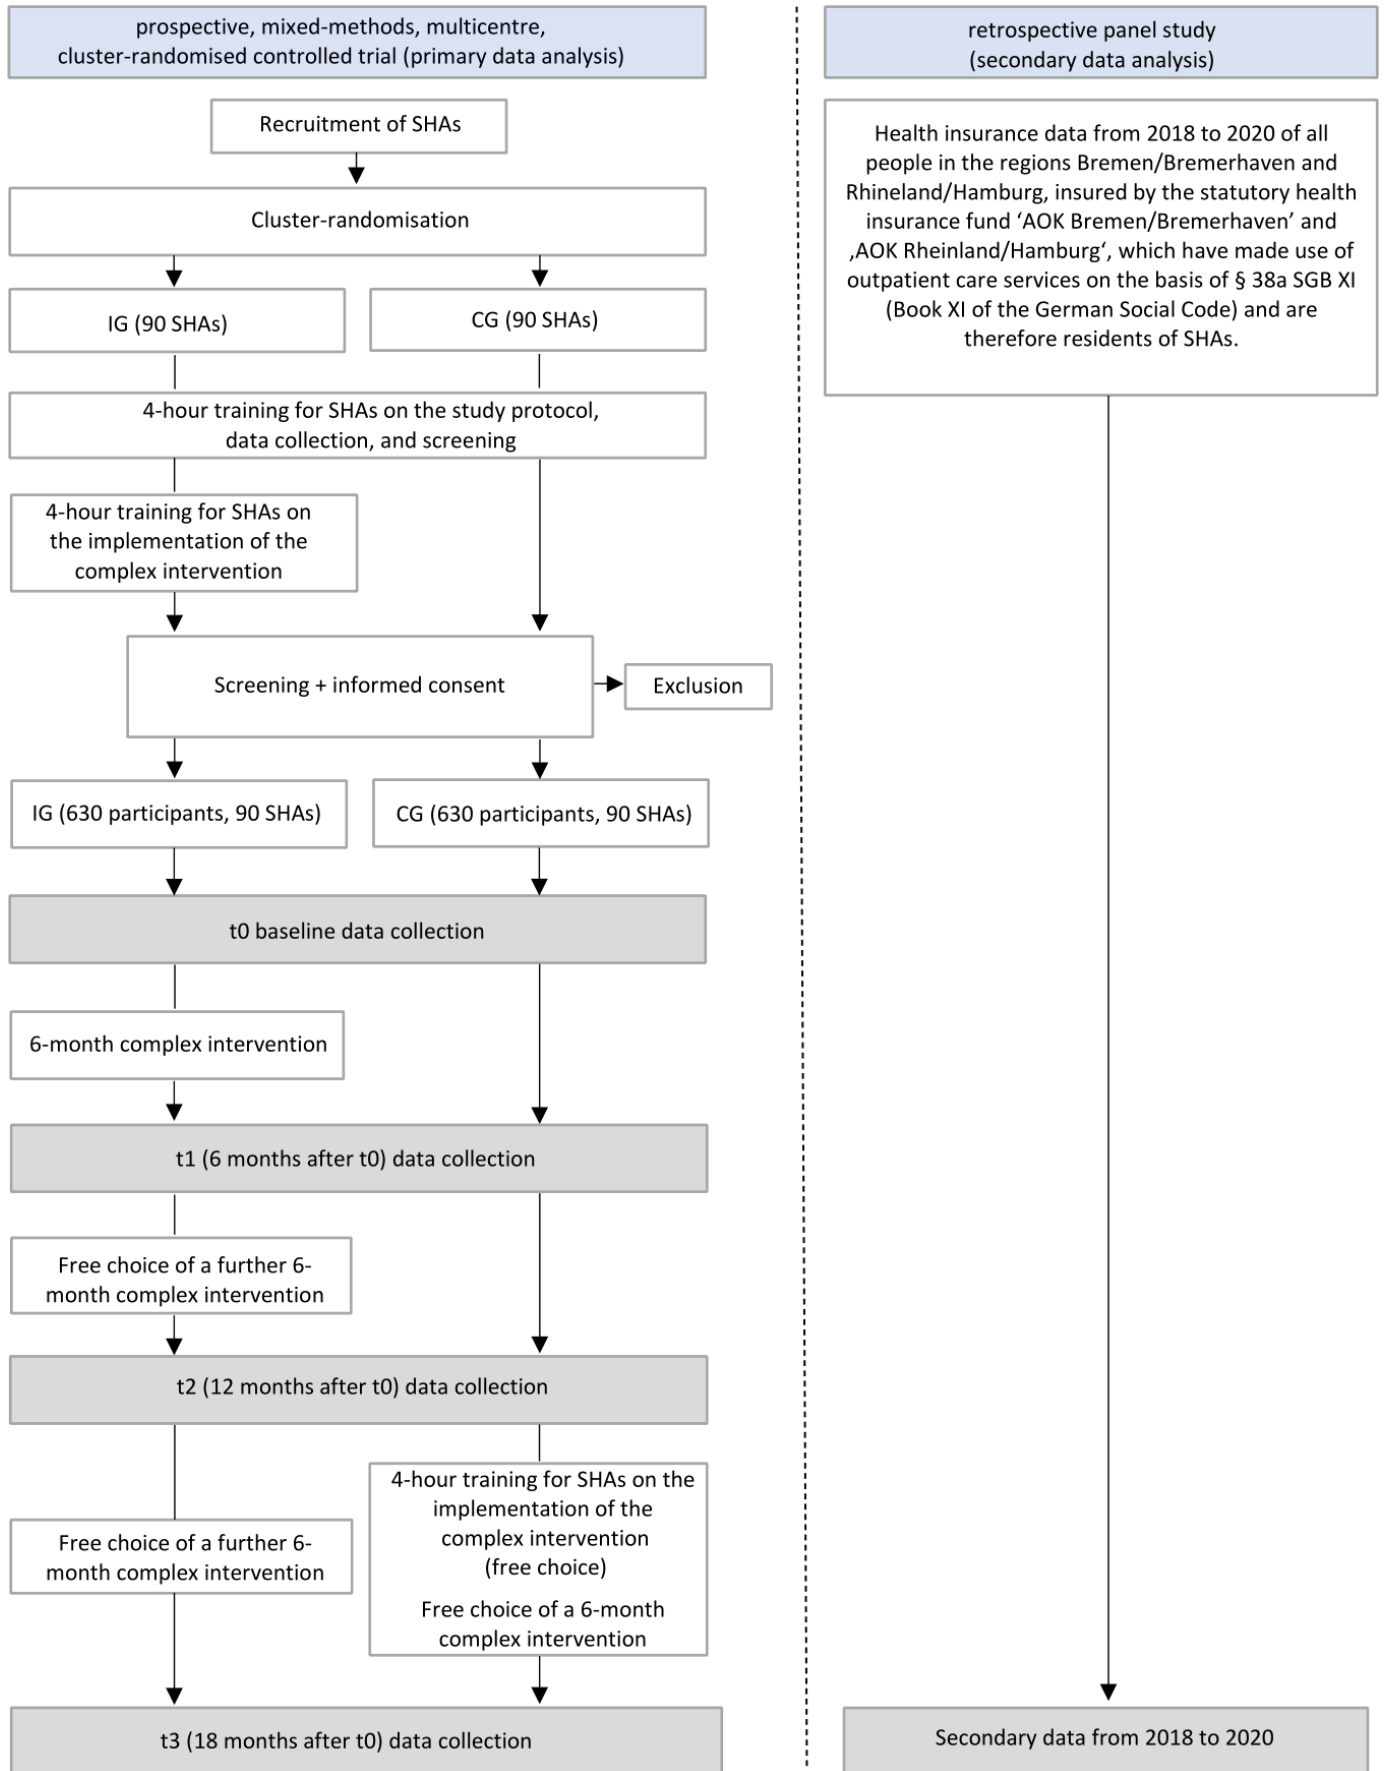 prospective, mixed-methods, multicentre,
cluster-randomised controlled trial (primary data analysis)
Recruitment of SHAs
Cluster-randomisation
IG (90 SHAs)
CG (90 SHAs)
4-hour training for SHAs on the study protocol,
data collection, and screening
4-hour training for SHAs on
the implementation of the
complex intervention
Screening + informed consent
Exclusion
IG (630 participants, 90 SHAs)
CG (630 participants, 90 SHAs)
t0 baseline data collection
6-month complex intervention
t1 (6 months after t0) data collection
Free choice of a further 6-
month complex intervention
t2 (12 months after t0) data collection
4-hour training for SHAs on the
implementation of the
complex intervention
(free choice)
Free choice of a 6-month
complex intervention
Free choice of a further 6-
month complex intervention
t3 (18 months after t0) data collection
retrospective panel study
(secondary data analysis)
Health insurance data from 2018 to 2020 of all
people in the regions Bremen/Bremerhaven and
Rhineland/Hamburg, insured by the statutory health
insurance fund ‘AOK Bremen/Bremerhaven’ and
‚AOK Rheinland/Hamburg‘, which have made use of
outpatient care services on the basis of § 38a SGB XI
(Book XI of the German Social Code) and are
therefore residents of SHAs.
Secondary data from 2018 to 2020